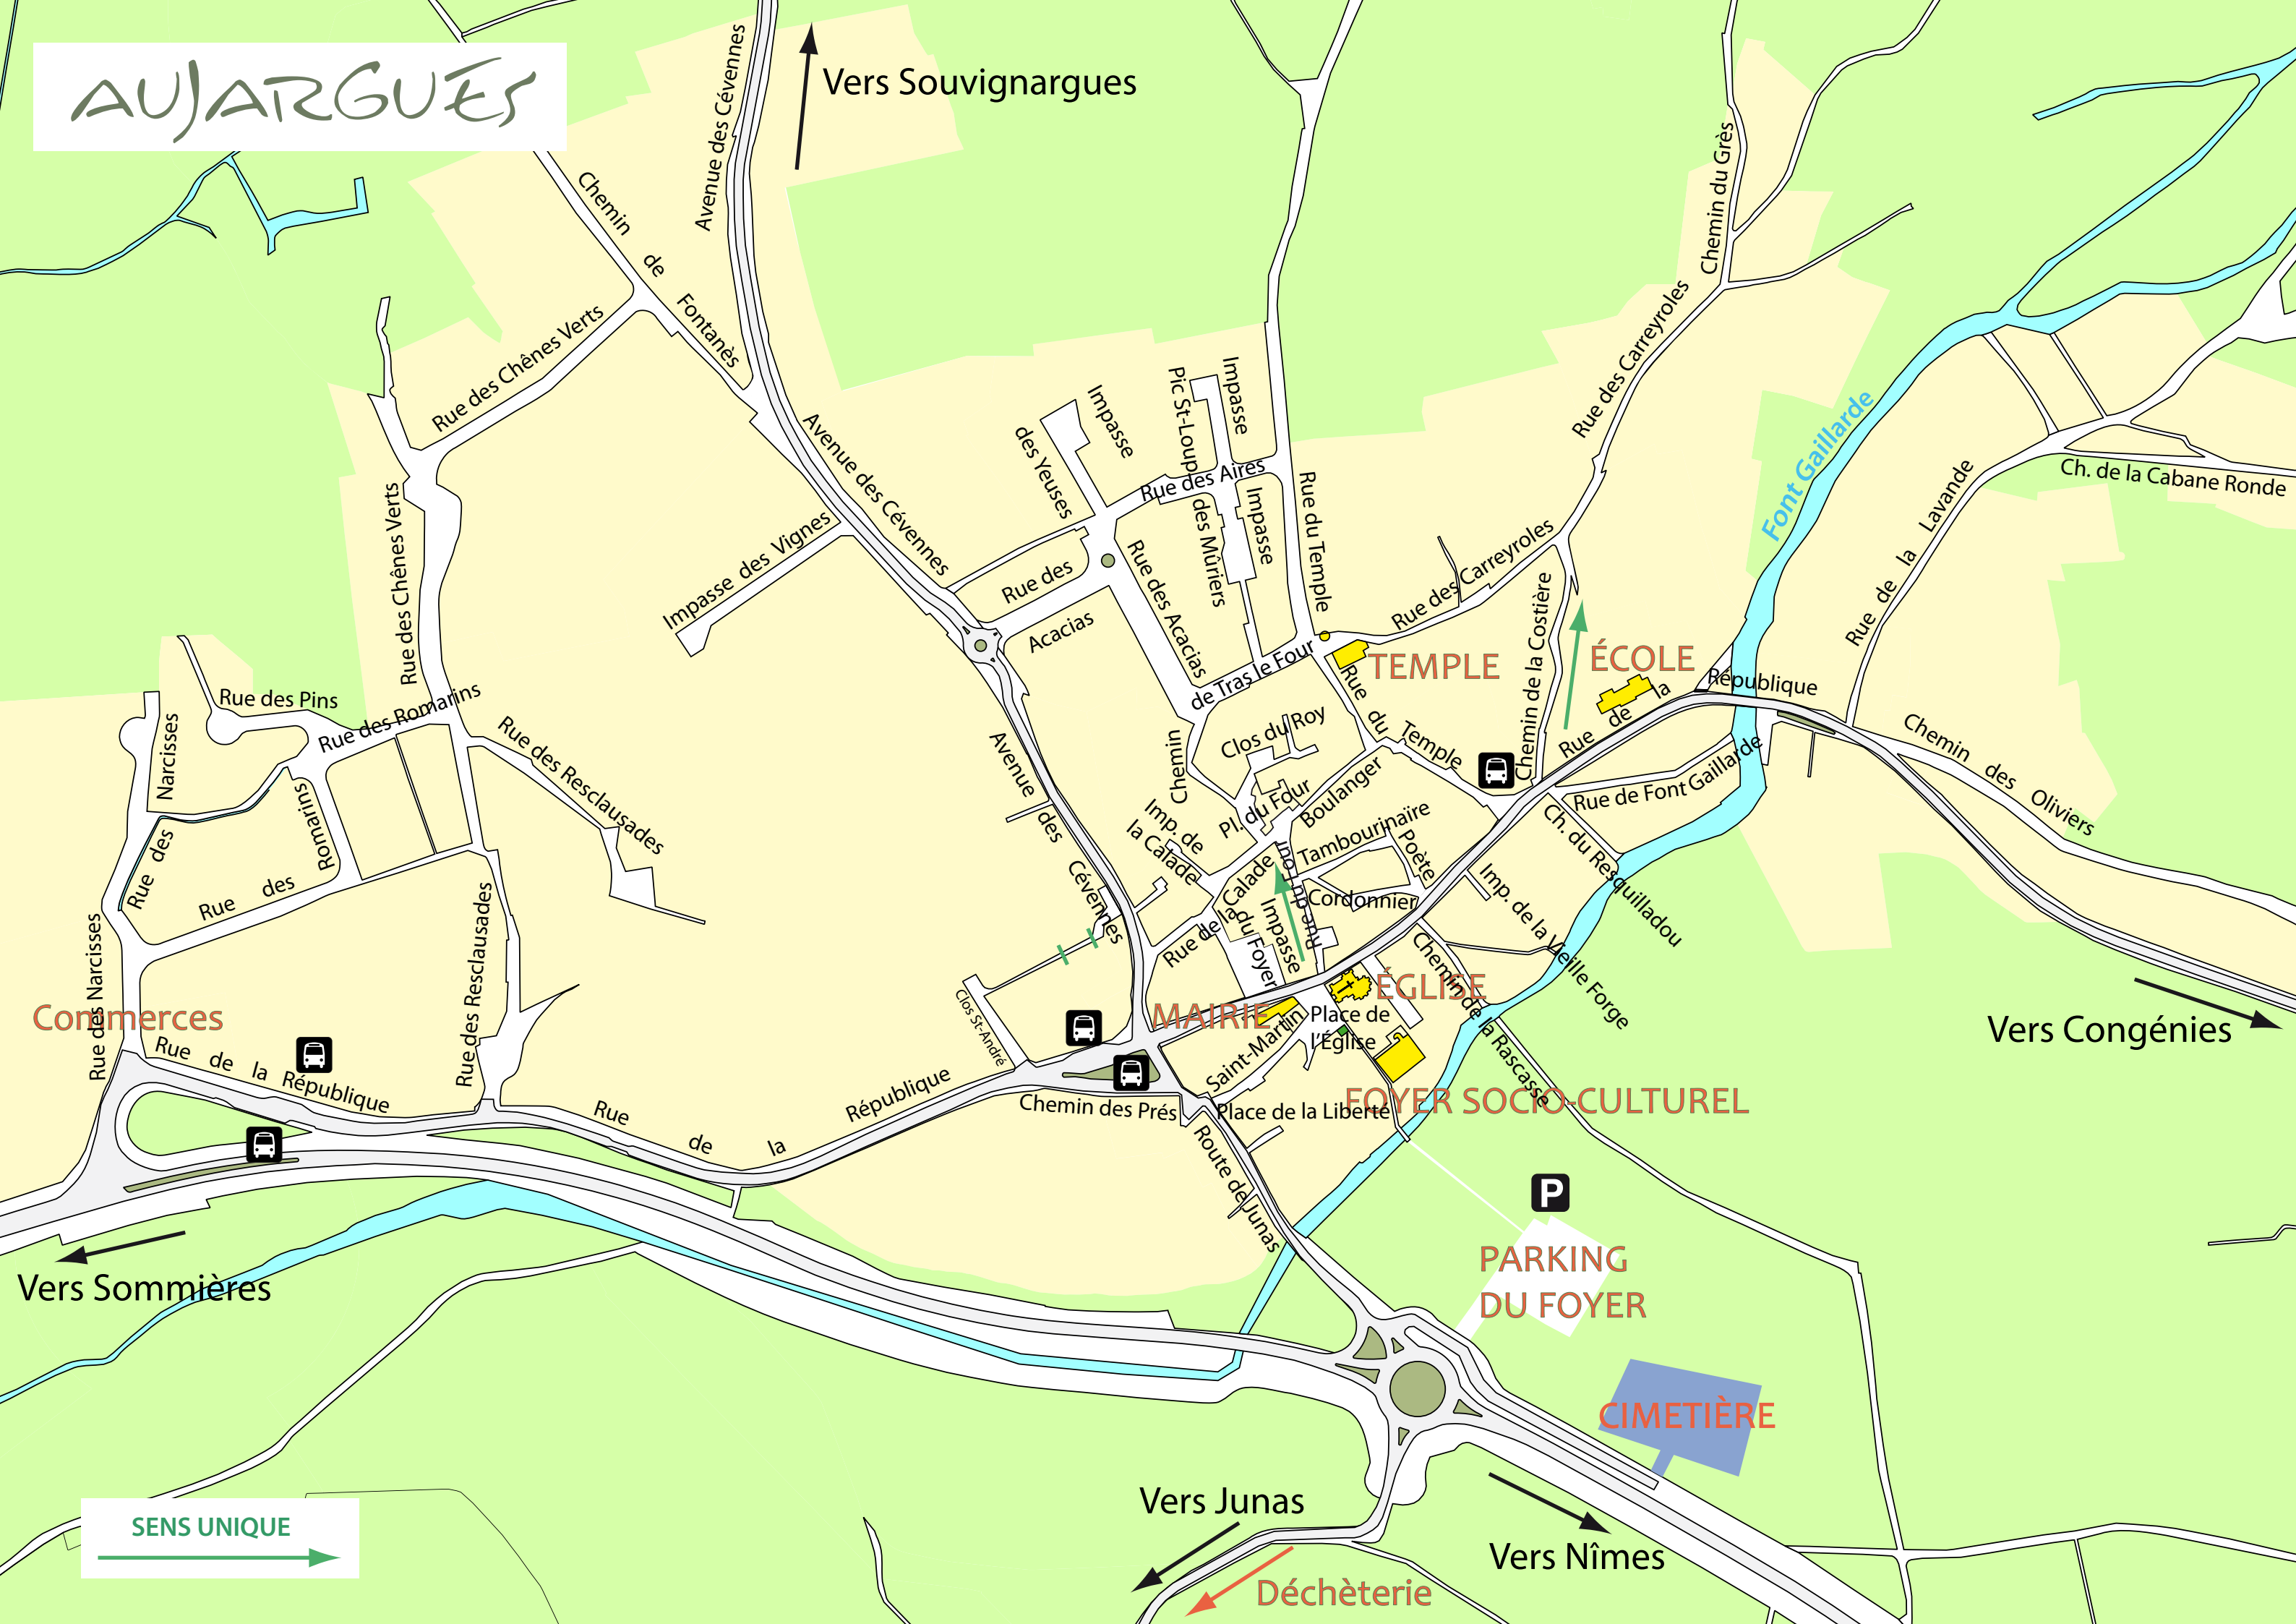 AUJARGUES
Vers Souvignargues
Avenue des Cévennes
Chemin de Fontanès
Chemin du Grès
Rue des Chênes Verts
Rue des Carreyroles
Impasse
des Yeuses
Impasse
Pic St-Loup
Rue des Aires
Impasse
des Mûriers
Rue du Temple
Font Gaillarde
Ch. de la Cabane Ronde
Rue de la Lavande
Avenue des Cévennes
Rue des Chênes Verts
Impasse des Vignes
Rue des
Acacias
Rue des Acacias
Rue des Carreyroles
Chemin de la Costière
TEMPLE
ÉCOLE
Rue de la République
Rue des Pins
Rue des Romarins
Narcisses
Rue des
Romarins
Rue des
Rue des Resclausades
Chemin
de Tras le Four
Rue du Temple
Clos du Roy
Avenue des Cévennes
Pl. du Four
Boulanger
Imp. de
la Calade
Tambourinaïre
Poète
Cordonnier
Rue de la Calade
Rue du Four
Impasse
du Foyer
Rue de Font Gaillarde
Chemin des Oliviers
Ch. du Resquilladou
Imp. de la Vieille Forge
Chemin de la Rascasse
Rue des Narcisses
Rue des Resclausades
Commerces
Clos St-André
MAIRIE
ÉGLISE
Place de
l'Église
Saint-Martin
Vers Congénies
Rue de la République
Rue de la République
Chemin des Prés
Place de la Liberté
FOYER SOCIO-CULTUREL
Route de Junas
P
PARKING
DU FOYER
Vers Sommières
CIMETIÈRE
Vers Junas
Vers Nîmes
Déchèterie
SENS UNIQUE